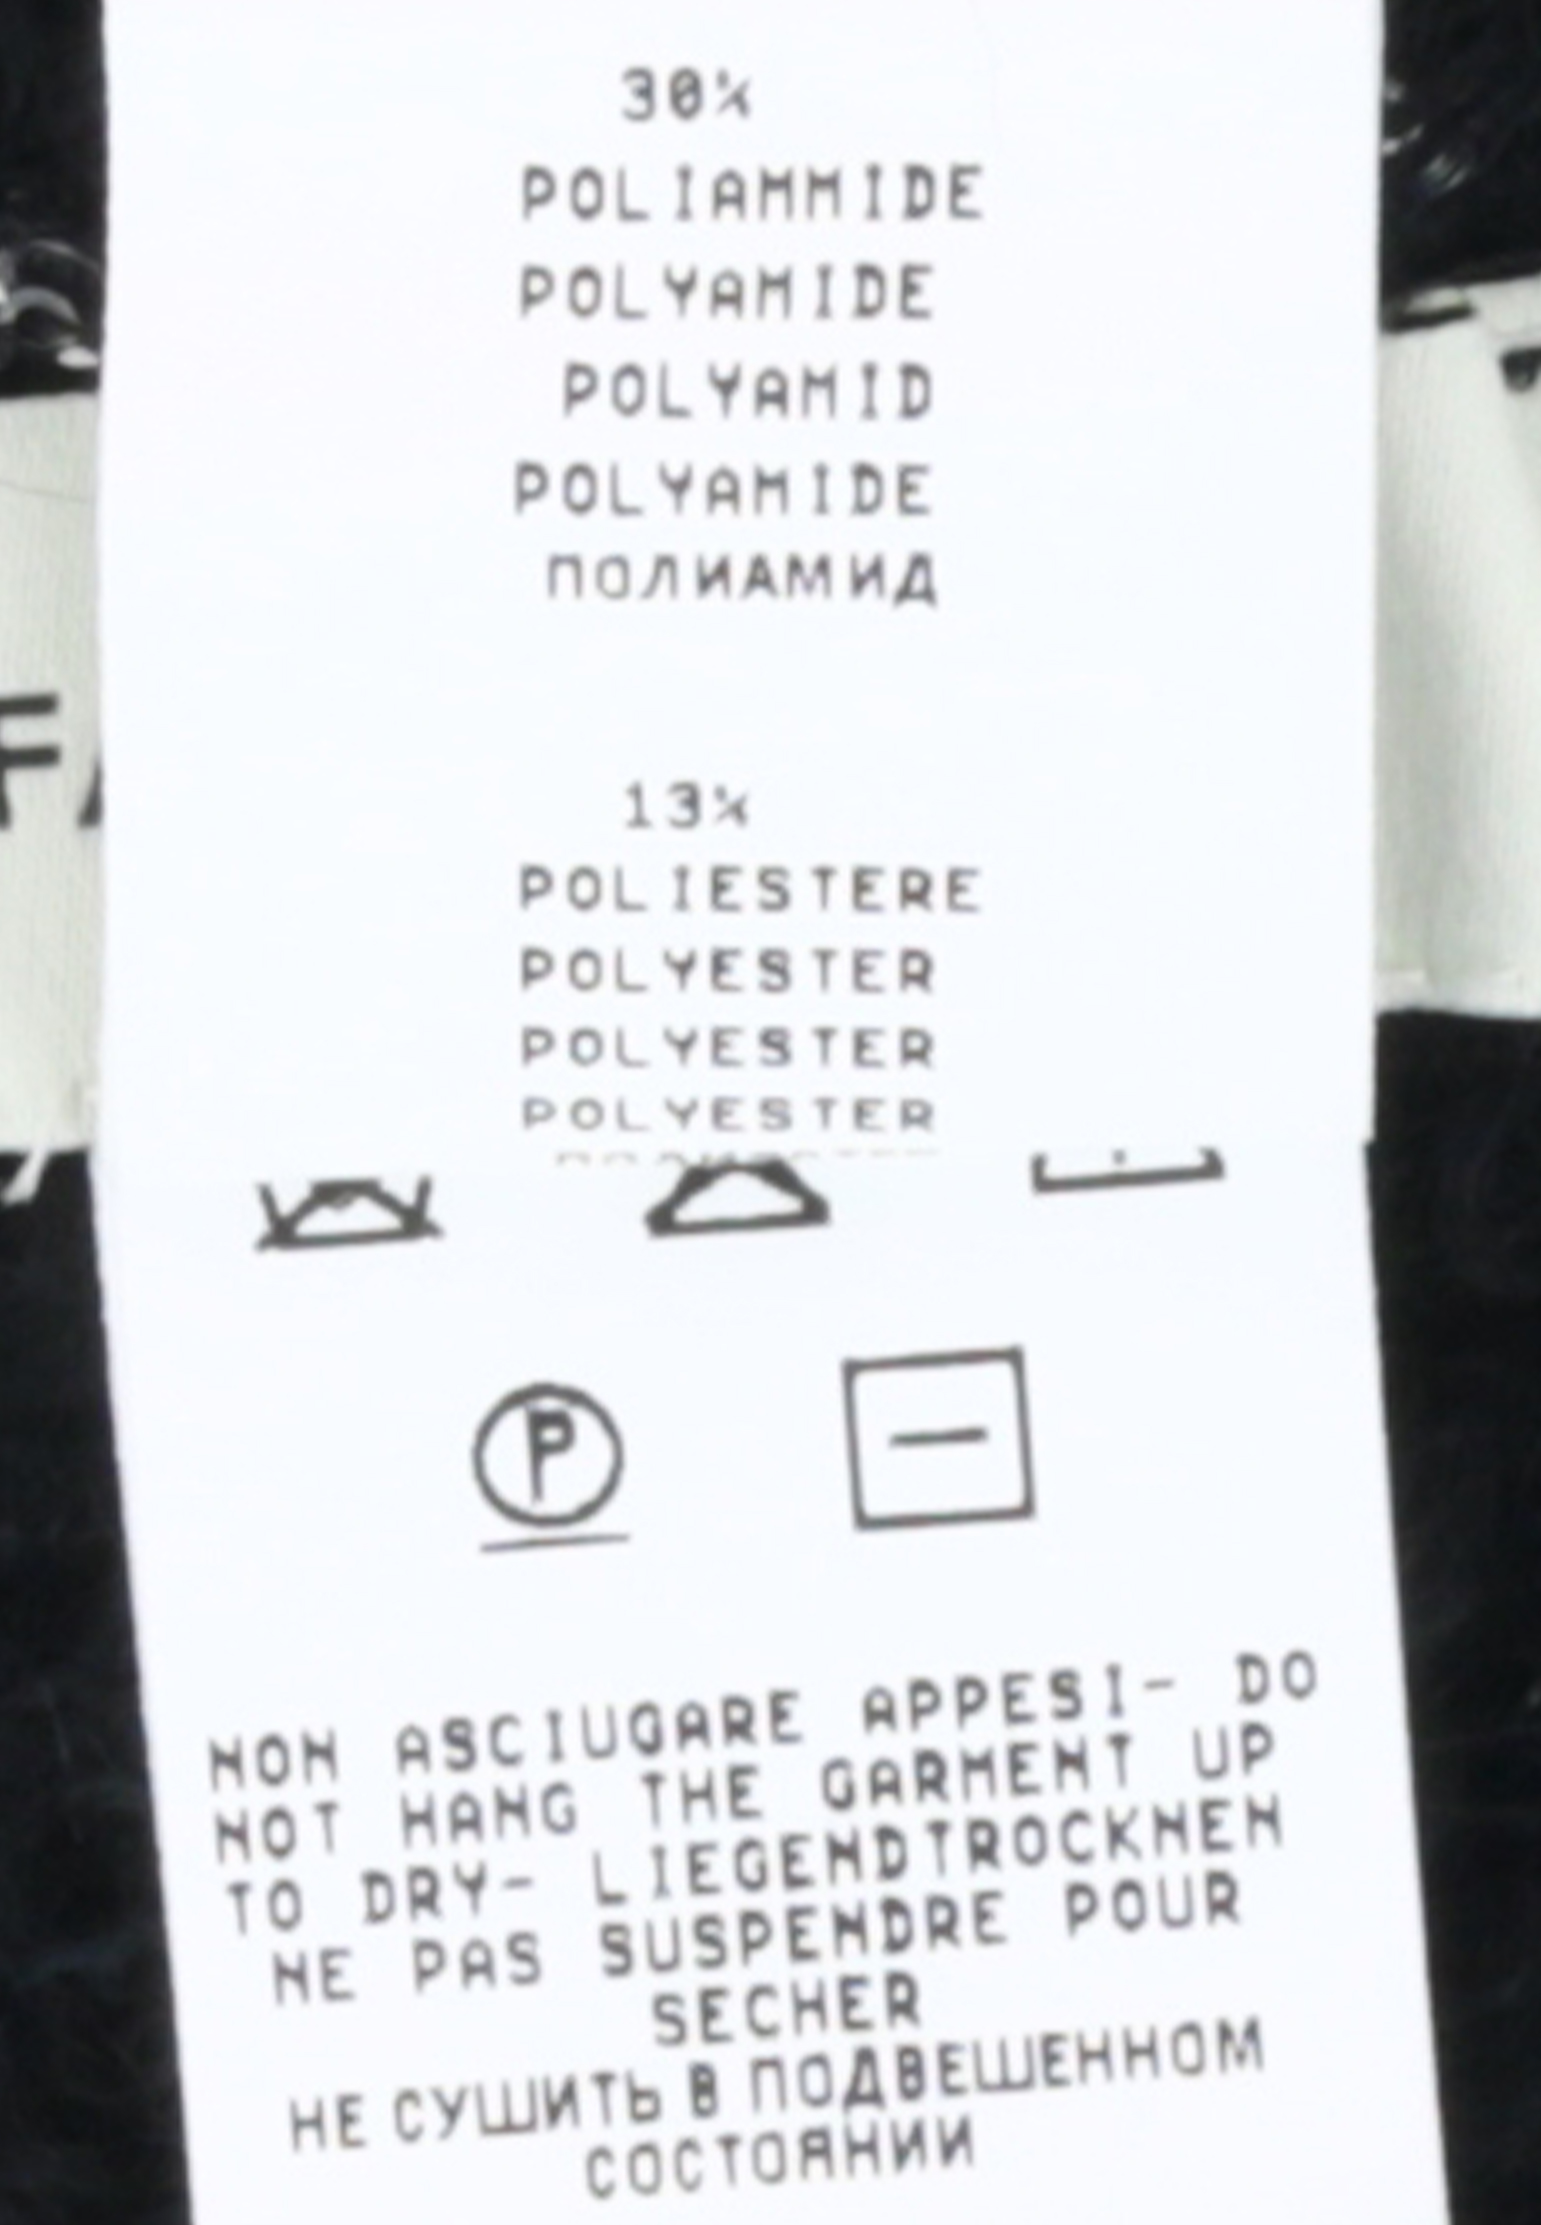 30%
POLIAMMIDE
POLYAMIDE
POLYAMID
POLYAMIDE
ПОЛИАМИД
13%
POLIESTERE
POLYESTER
POLYESTER
POLYESTER
P
NON ASCIUGARE APPESI- DO
NOT HANG THE GARMENT UP
TO DRY- LIEGENDTROCKNEN
NE PAS SUSPENDRE POUR
SECHER
НЕ СУШИТЬ В ПОДВЕШЕННОМ
СОСТОЯНИИ